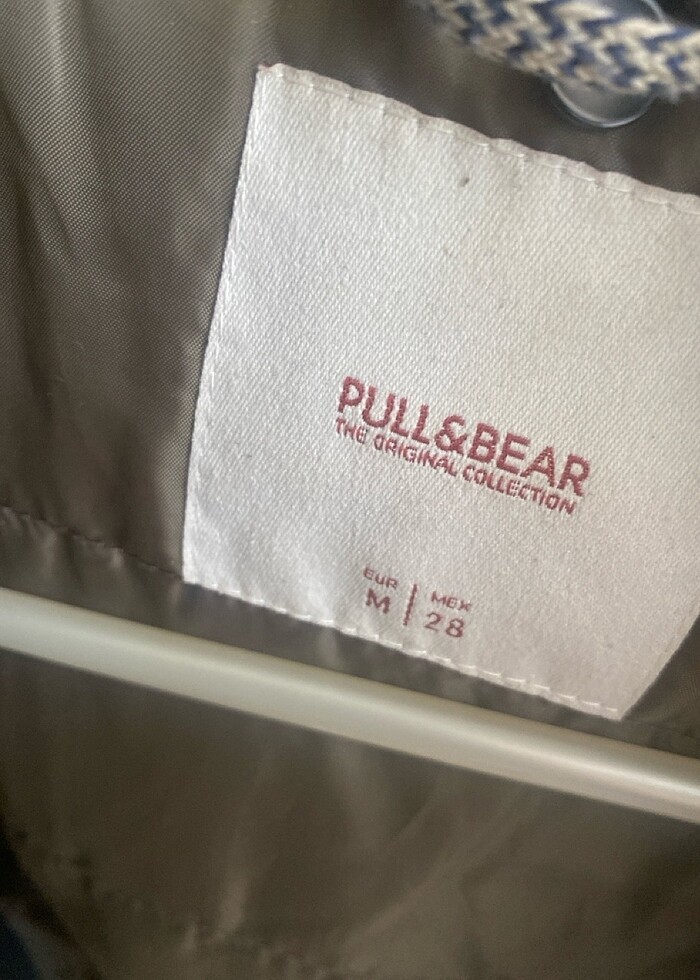 PULL&BEAR
THE ORIGINAL COLLECTION
EUR | MEX
M | 28